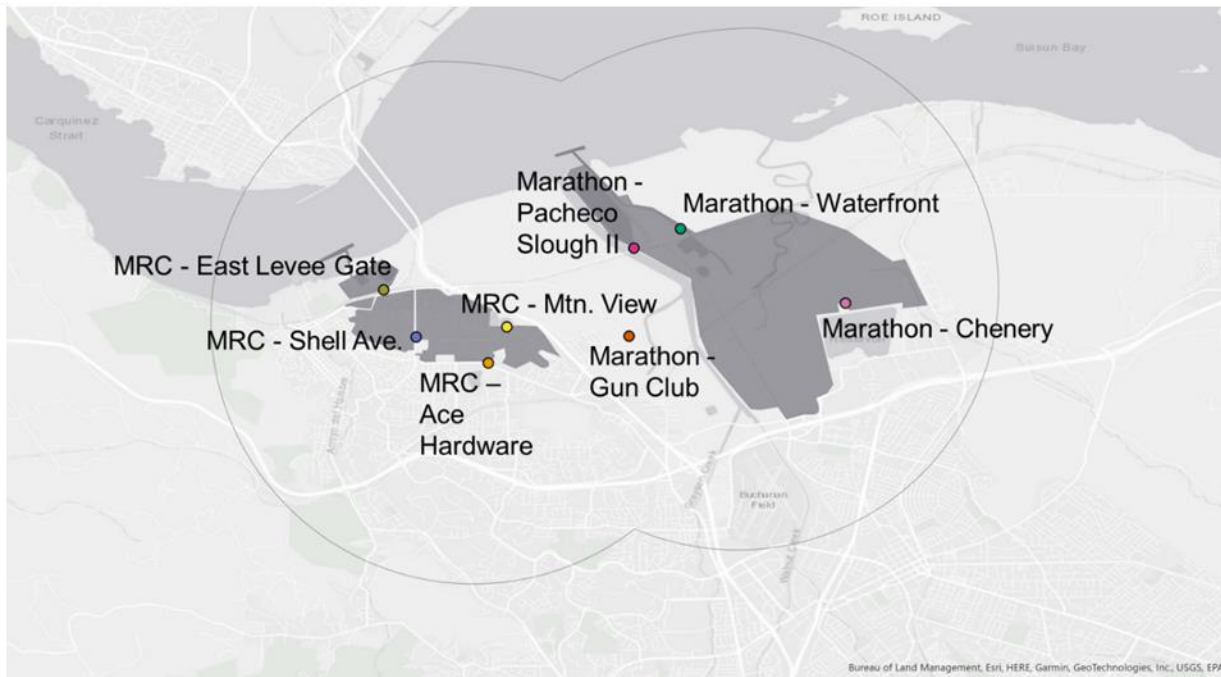 ROE ISLAND
Suisun Bay
Carquinez
Strait
Marathon -
Pacheco
Slough II
Marathon - Waterfront
MRC - East Levee Gate
MRC - Mtn. View
MRC - Shell Ave.
Marathon - Chenery
Marathon -
Gun Club
MRC –
Ace
Hardware
Buchanan
Field
Walnut Creek
Bureau of Land Management, Esri, HERE, Garmin, GeoTechnologies, Inc., USGS, EPA